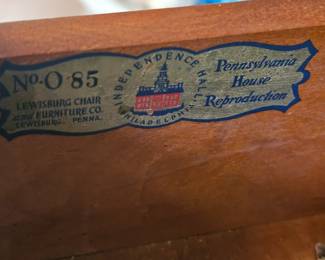 No. O 85
LEWISBURG CHAIR
AND FURNITURE CO.
LEWISBURG, PENNA.
INDEPENDENCE HALL
PHILADELPHIA
Pennsylvania
House
Reproduction